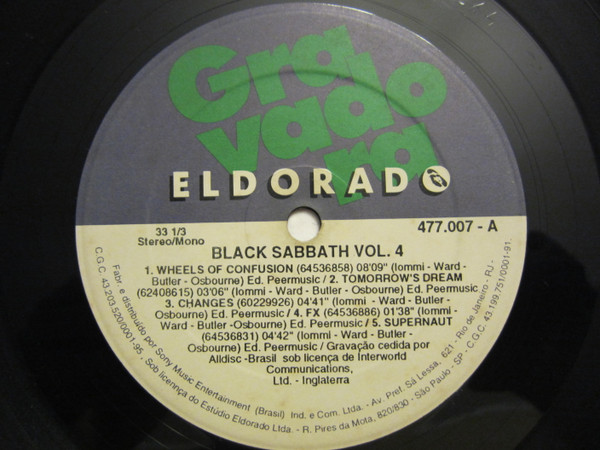 Gra
vado
ra
ELDORADO
33 1/3
Stereo/Mono
477.007 - A
BLACK SABBATH VOL. 4
1. WHEELS OF CONFUSION (64536858) 08'09" (Iommi - Ward -
Butler - Osbourne) Ed. Peermusic / 2. TOMORROW'S DREAM
(62408615) 03'06" (Iommi - Ward - Butler - Osbourne) Ed. Peermusic
3. CHANGES (60229926) 04'41" (Iommi - Ward - Butler -
Osbourne) Ed. Peermusic / 4. FX (64536886) 01'38" (Iommi -
Ward - Butler -Osbourne) Ed. Peermusic / 5. SUPERNAUT
(64536831) 04'42" (Iommi - Ward - Butler -
Osbourne) Ed. Peermusic / Gravação cedida por
Alldisc -Brasil sob licença de Interworld
Communications,
Ltd. - Inglaterra
Fabr. e distribuído por Sony Music Entertainment (Brasil) Ind. e Com. Ltda. - Av. Pref. Sá Lessa, 621 - Rio de Janeiro - RJ -
C.G.C. 43.203.520/0001-95, Sob licennça do Estúdio Eldorado Ltda. - R. Pires da Mota, 820/830 - São Paulo - SP - C.G.C. 43.199.751/0001-91